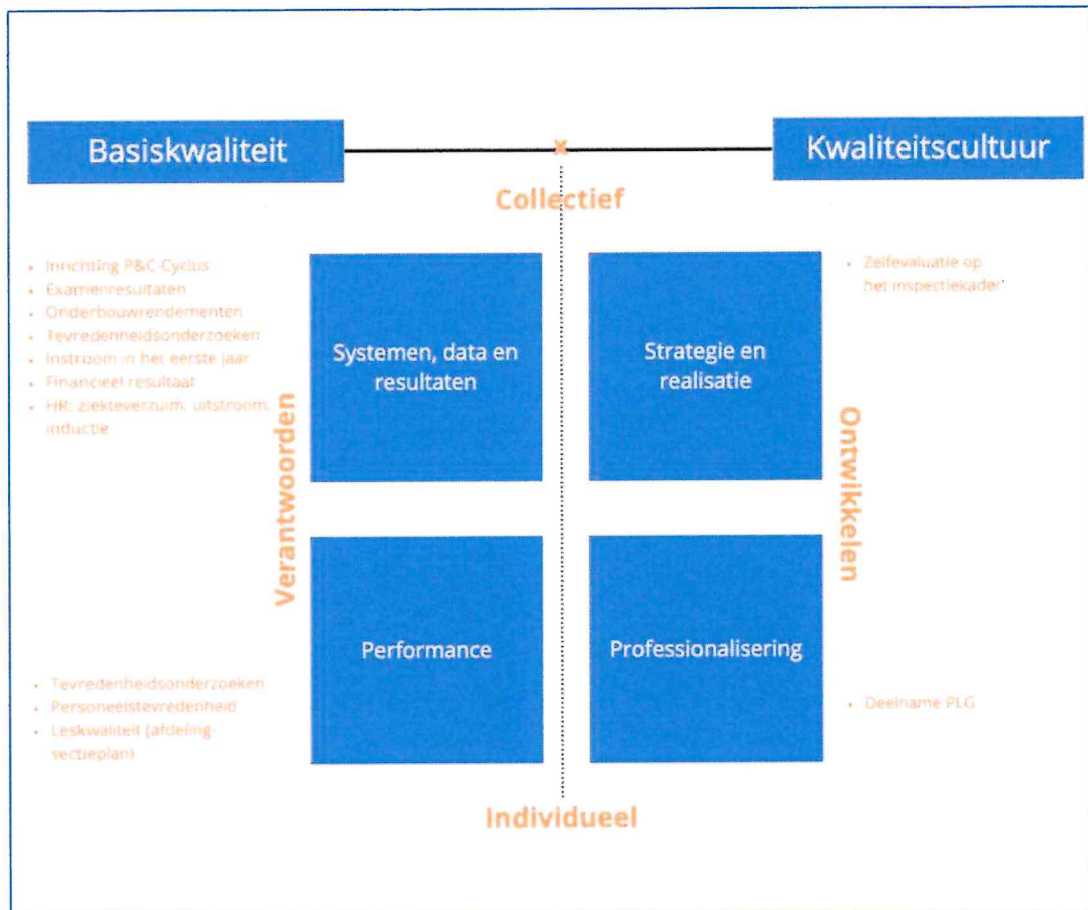 Basiskwaliteit
x
Kwaliteitscultuur
Collectief
• Inrichting P&C-Cyclus
• Examenresultaten
• Onderbouwrendementen
• Tevredenheidsonderzoeken
• Instroom in het eerste jaar
• Financieel resultaat
• HR: ziekteverzuim, uitstroom,
inductie
Verantwoorden
Systemen, data en
resultaten
Strategie en
realisatie
• Zelfevaluatie op
het inspectiekader
Ontwikkelen
• Tevredenheidsonderzoeken
• Personeelstevredenheid
• Leskwaliteit (afdeling-
sectieplan)
Performance
Professionalisering
• Deelname PLG
Individueel